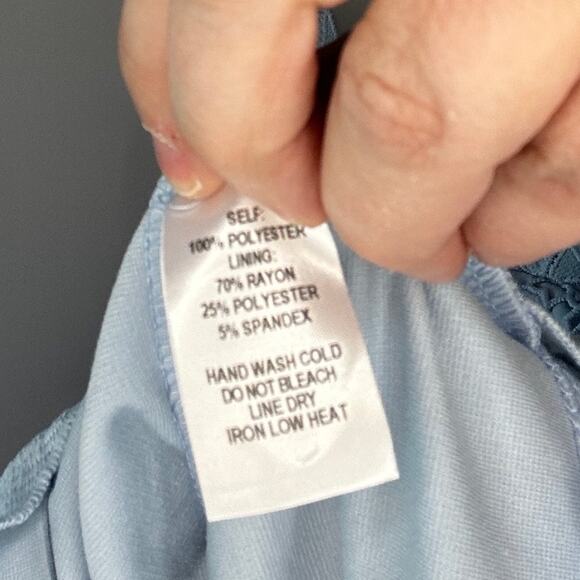 SELF:
100% POLYESTER
LINING:
70% RAYON
25% POLYESTER
5% SPANDEX
HAND WASH COLD
DO NOT BLEACH
LINE DRY
IRON LOW HEAT